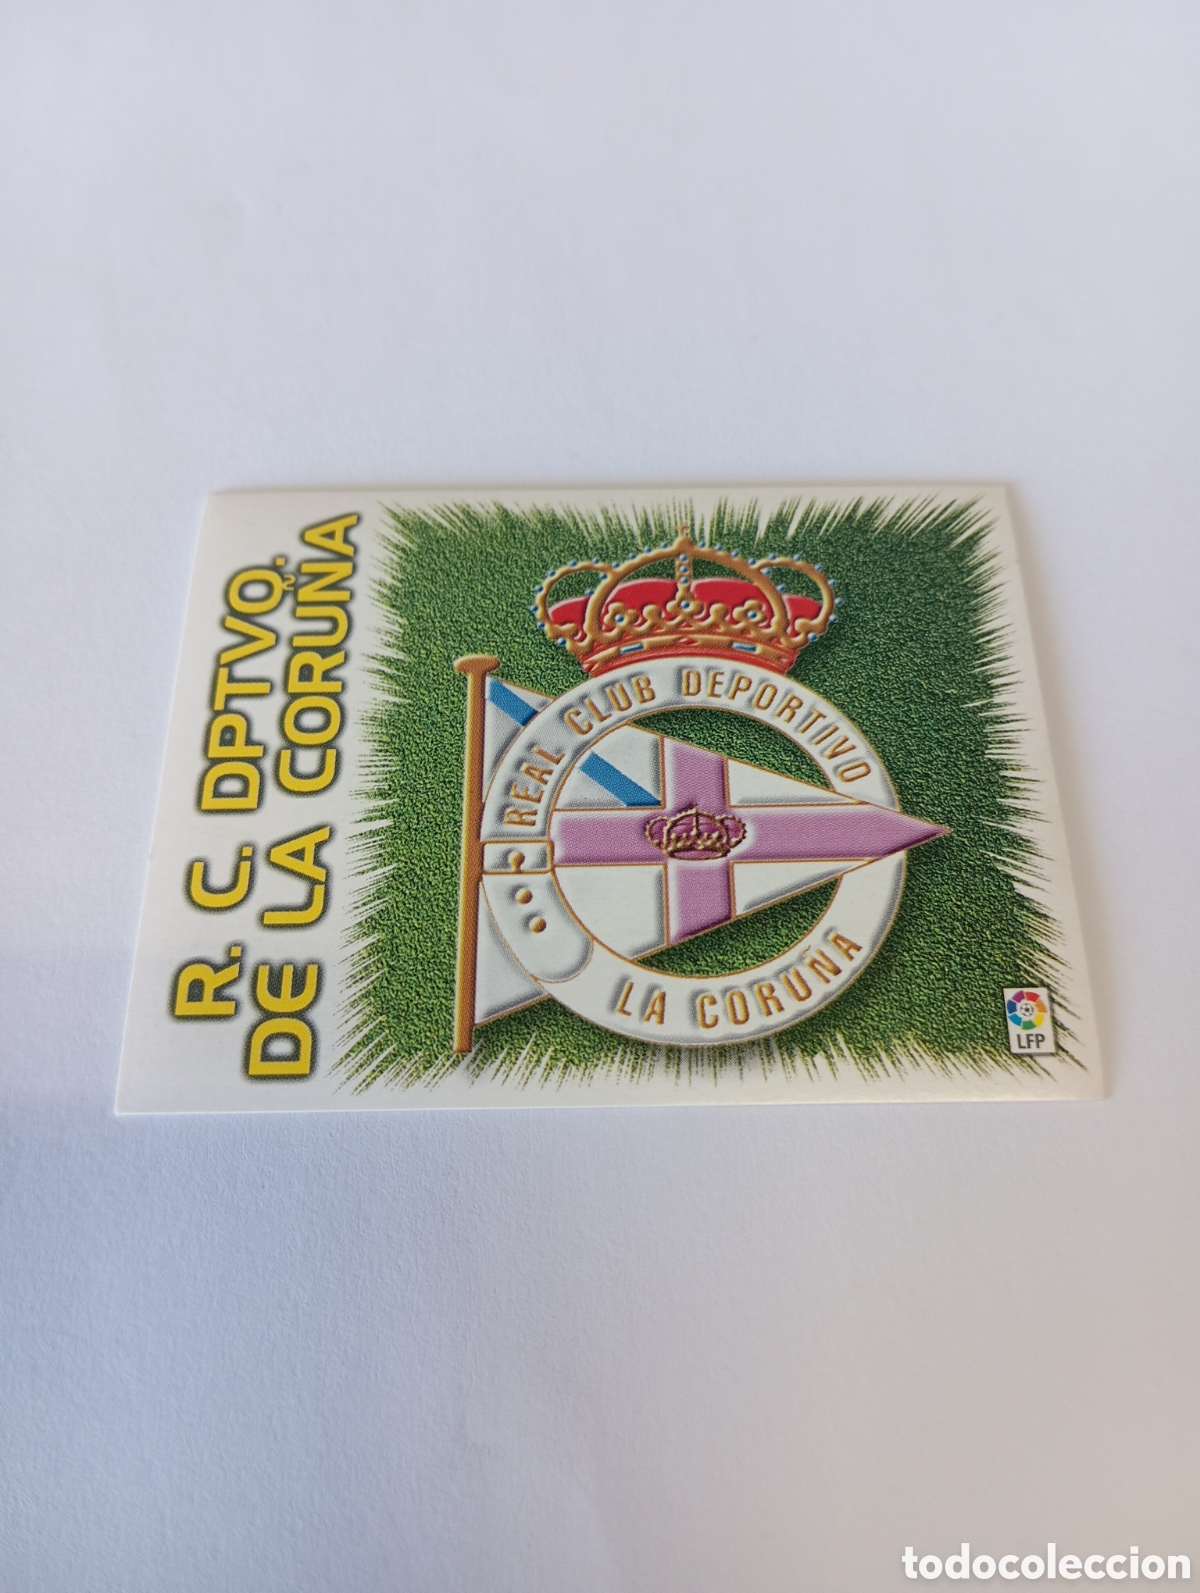 R. C. DPTVO.
DE LA CORUÑA
REAL CLUB DEPORTIVO
LA CORUÑA
LFP
todocoleccion